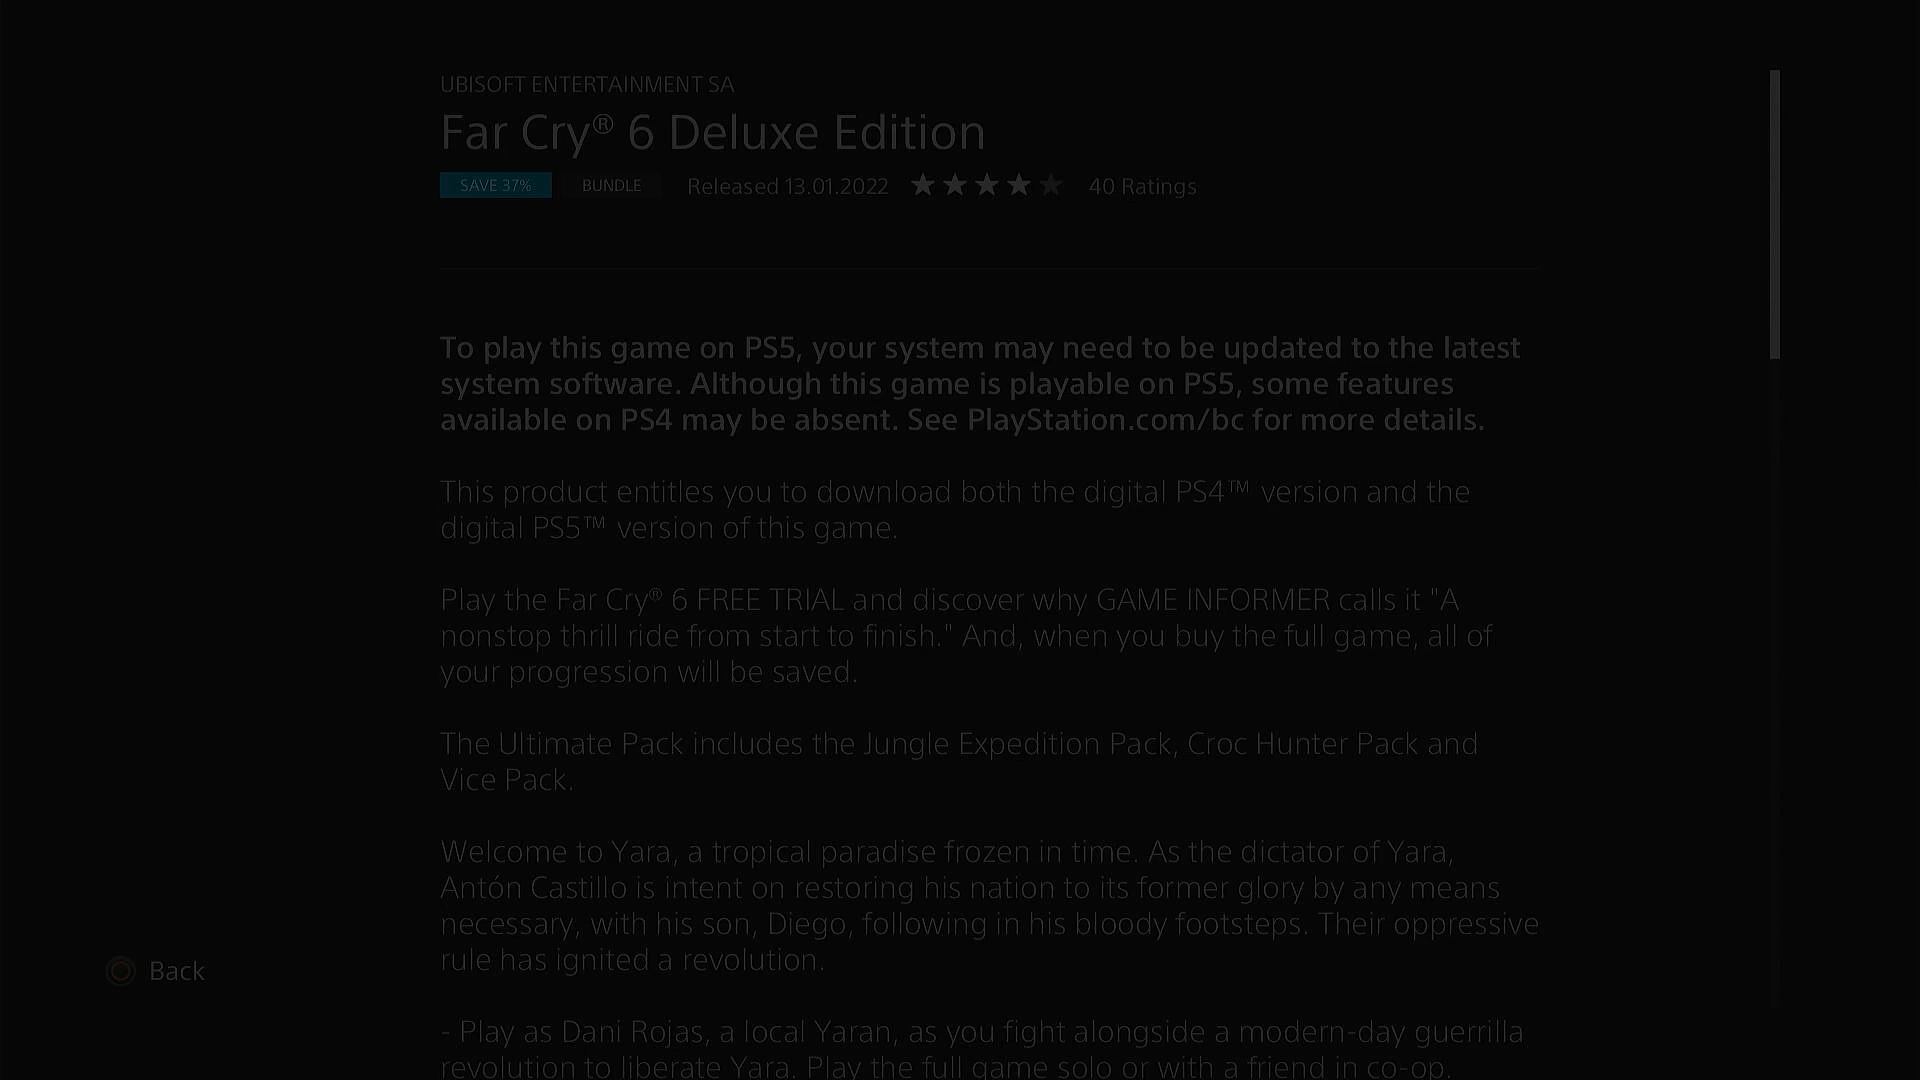 UBISOFT ENTERTAINMENT SA
Far Cry® 6 Deluxe Edition
SAVE 37% BUNDLE Released 13.01.2022 40 Ratings
To play this game on PS5, your system may need to be updated to the latest
system software. Although this game is playable on PS5, some features
available on PS4 may be absent. See PlayStation.com/bc for more details.
This product entitles you to download both the digital PS4™ version and the
digital PS5™ version of this game.
Play the Far Cry® 6 FREE TRIAL and discover why GAME INFORMER calls it "A
nonstop thrill ride from start to finish." And, when you buy the full game, all of
your progression will be saved.
The Ultimate Pack includes the Jungle Expedition Pack, Croc Hunter Pack and
Vice Pack.
Welcome to Yara, a tropical paradise frozen in time. As the dictator of Yara,
Antón Castillo is intent on restoring his nation to its former glory by any means
necessary, with his son, Diego, following in his bloody footsteps. Their oppressive
rule has ignited a revolution.
Back
- Play as Dani Rojas, a local Yaran, as you fight alongside a modern-day guerrilla
revolution to liberate Yara. Play the full game solo or with a friend in co-op.